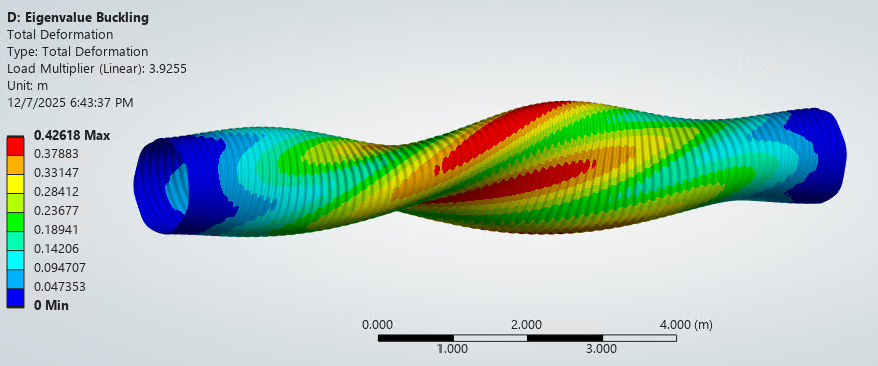 D: Eigenvalue Buckling
Total Deformation
Type: Total Deformation
Load Multiplier (Linear): 3.9255
Unit: m
12/7/2025 6:43:37 PM
0.42618 Max
0.37883
0.33147
0.28412
0.23677
0.18941
0.14206
0.094707
0.047353
0 Min
0.000 2.000 4.000 (m)
1.000 3.000